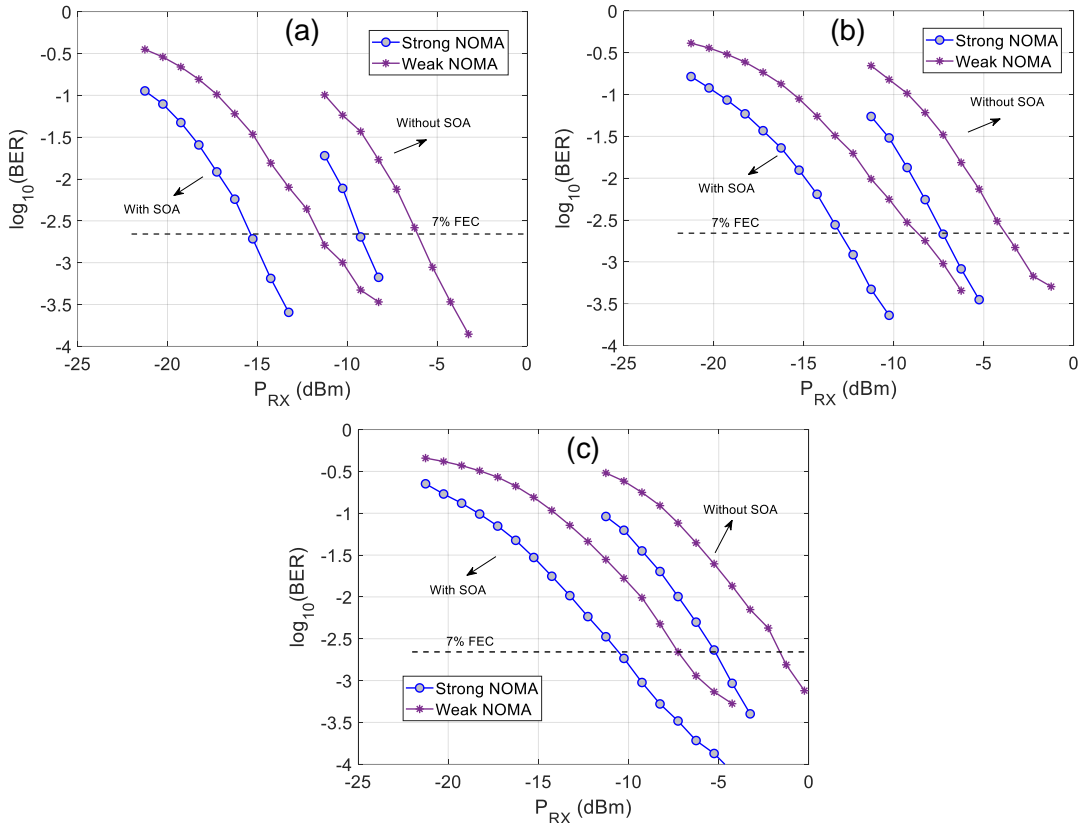 (a)
Strong NOMA
Weak NOMA
Without SOA
With SOA
7% FEC
log10(BER)
0
-0.5
-1
-1.5
-2
-2.5
-3
-3.5
-4
-25
-20
-15
-10
-5
0
PRX (dBm)
(b)
Strong NOMA
Weak NOMA
Without SOA
With SOA
7% FEC
log10(BER)
0
-0.5
-1
-1.5
-2
-2.5
-3
-3.5
-4
-25
-20
-15
-10
-5
0
PRX (dBm)
(c)
Without SOA
With SOA
7% FEC
Strong NOMA
Weak NOMA
log10(BER)
0
-0.5
-1
-1.5
-2
-2.5
-3
-3.5
-4
-25
-20
-15
-10
-5
0
PRX (dBm)